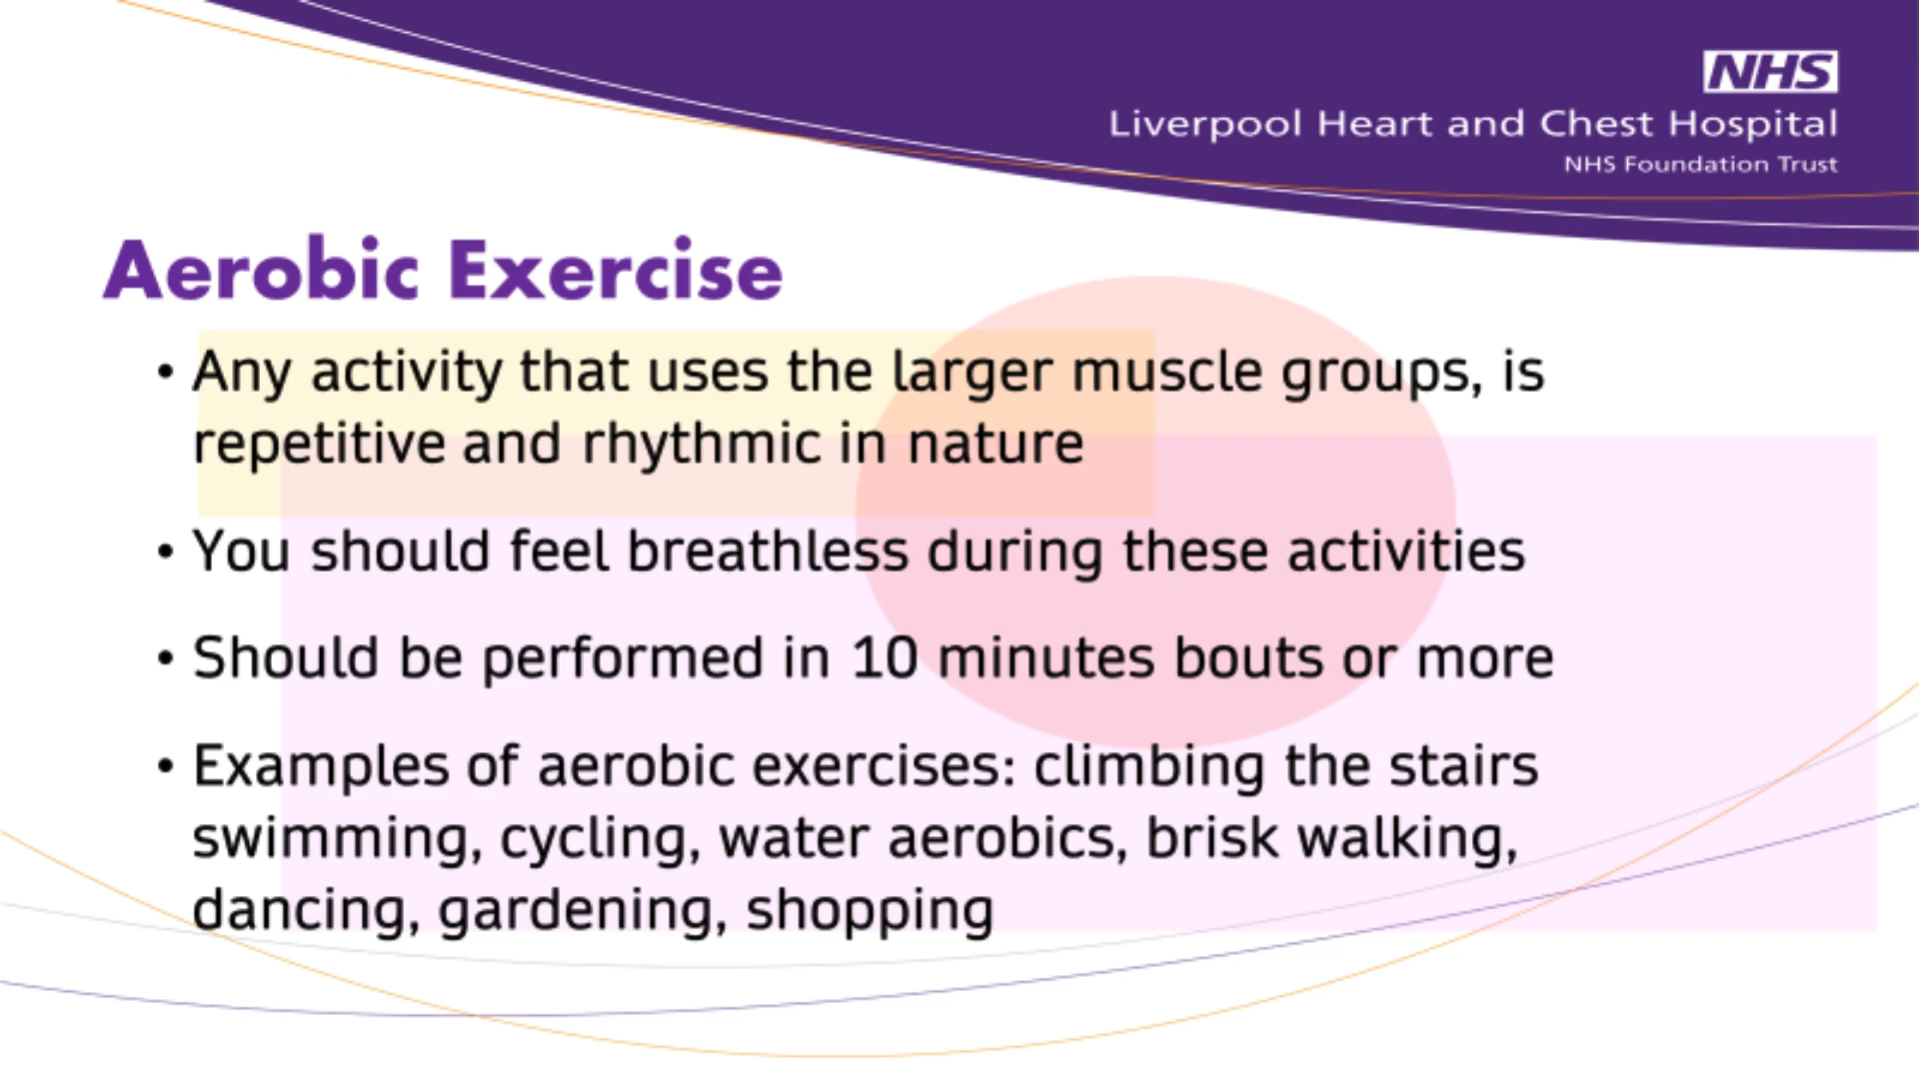 NHS
Liverpool Heart and Chest Hospital
NHS Foundation Trust
Aerobic Exercise
• Any activity that uses the larger muscle groups, is
repetitive and rhythmic in nature
• You should feel breathless during these activities
• Should be performed in 10 minutes bouts or more
• Examples of aerobic exercises: climbing the stairs
swimming, cycling, water aerobics, brisk walking,
dancing, gardening, shopping